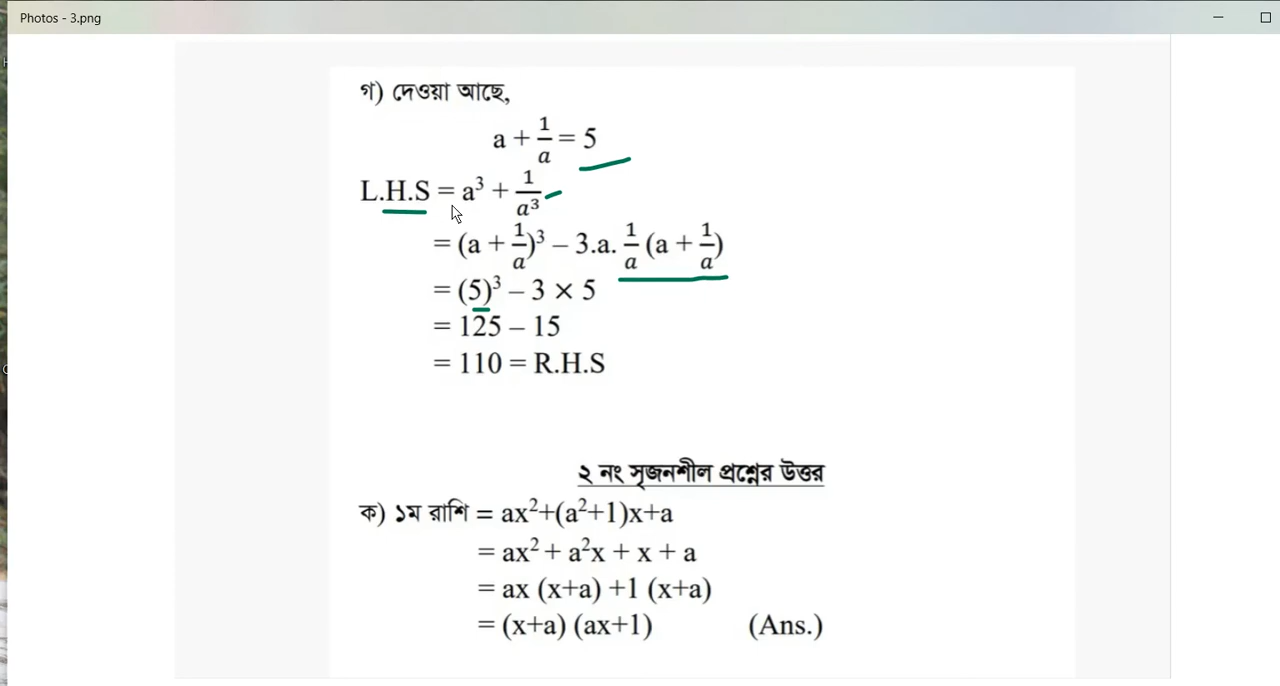 Photos - 3.png
গ) দেওয়া আছে,
a + 1/a = 5
L.H.S = a³ + 1/a³
= (a + 1/a)³ – 3.a. 1/a (a + 1/a)
= (5)³ – 3 × 5
= 125 – 15
= 110 = R.H.S
২ নং সৃজনশীল প্রশ্নের উত্তর
ক) ১ম রাশি = ax²+(a²+1)x+a
= ax² + a²x + x + a
= ax (x+a) +1 (x+a)
= (x+a) (ax+1) (Ans.)